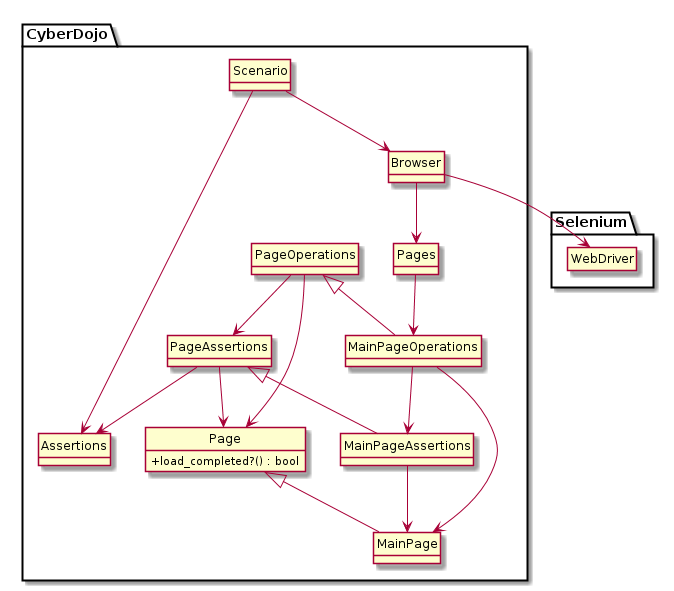 CyberDojo
Scenario
Browser
Selenium
WebDriver
PageOperations
Pages
PageAssertions
MainPageOperations
Assertions
Page
+load_completed?() : bool
MainPageAssertions
MainPage